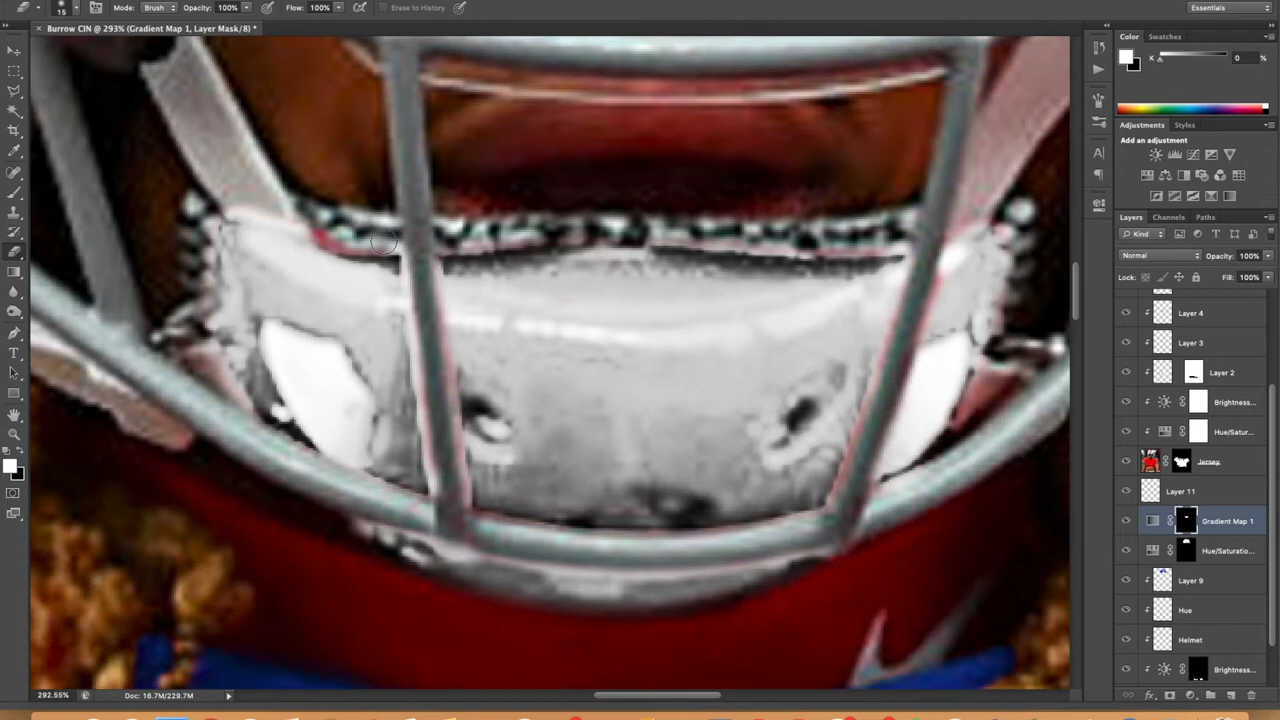 Mode: Brush Opacity: 100% Flow: 100% Erase to History Essentials
15
× Burrow CIN @ 293% (Gradient Map 1, Layer Mask/8) *
Color Swatches
K 0 %
Adjustments Styles
Add an adjustment
Layers Channels Paths
Kind
Normal Opacity: 100%
Lock: Fill: 100%
Layer 4
Layer 3
Layer 2
Brightness...
Hue/Satur...
Jersey
Layer 11
Gradient Map 1
Hue/Saturatio...
Layer 9
Hue
Helmet
Brightness...
292.55% Doc: 16.7M/229.7M